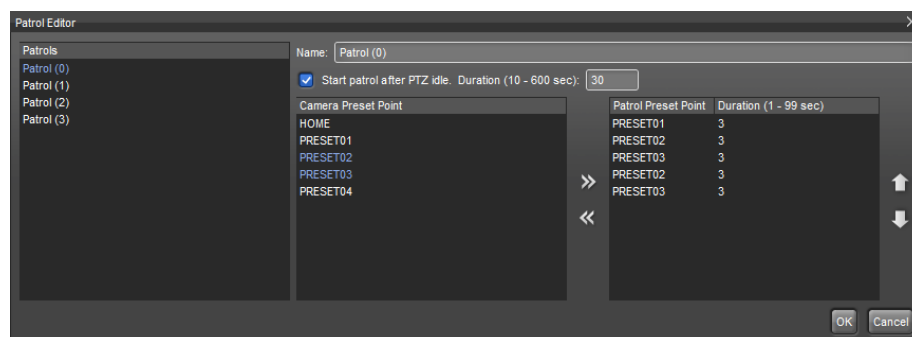 Patrol Editor
Patrols
Patrol (0)
Patrol (1)
Patrol (2)
Patrol (3)
Name: Patrol (0)
Start patrol after PTZ idle. Duration (10 - 600 sec): 30
Camera Preset Point
HOME
PRESET01
PRESET02
PRESET03
PRESET04
Patrol Preset Point Duration (1 - 99 sec)
PRESET01 3
PRESET02 3
PRESET03 3
PRESET02 3
PRESET03 3
OK Cancel